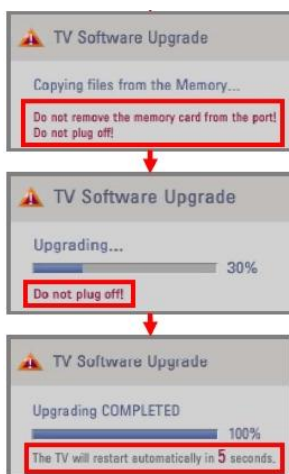 TV Software Upgrade
Copying files from the Memory...
Do not remove the memory card from the port!
Do not plug off!
TV Software Upgrade
Upgrading...
30%
Do not plug off!
TV Software Upgrade
Upgrading COMPLETED
100%
The TV will restart automatically in 5 seconds.